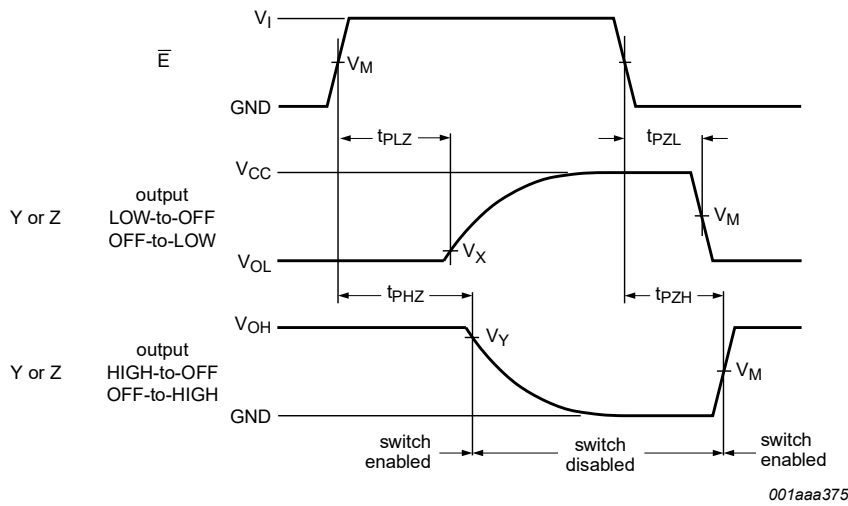 V_I
E̅
V_M
GND
t_PLZ
t_PZL
V_CC
output
Y or Z
LOW-to-OFF
OFF-to-LOW
V_M
V_X
V_OL
t_PHZ
t_PZH
V_OH
V_Y
output
Y or Z
HIGH-to-OFF
OFF-to-HIGH
V_M
GND
switch
enabled
switch
disabled
switch
enabled
001aaa375